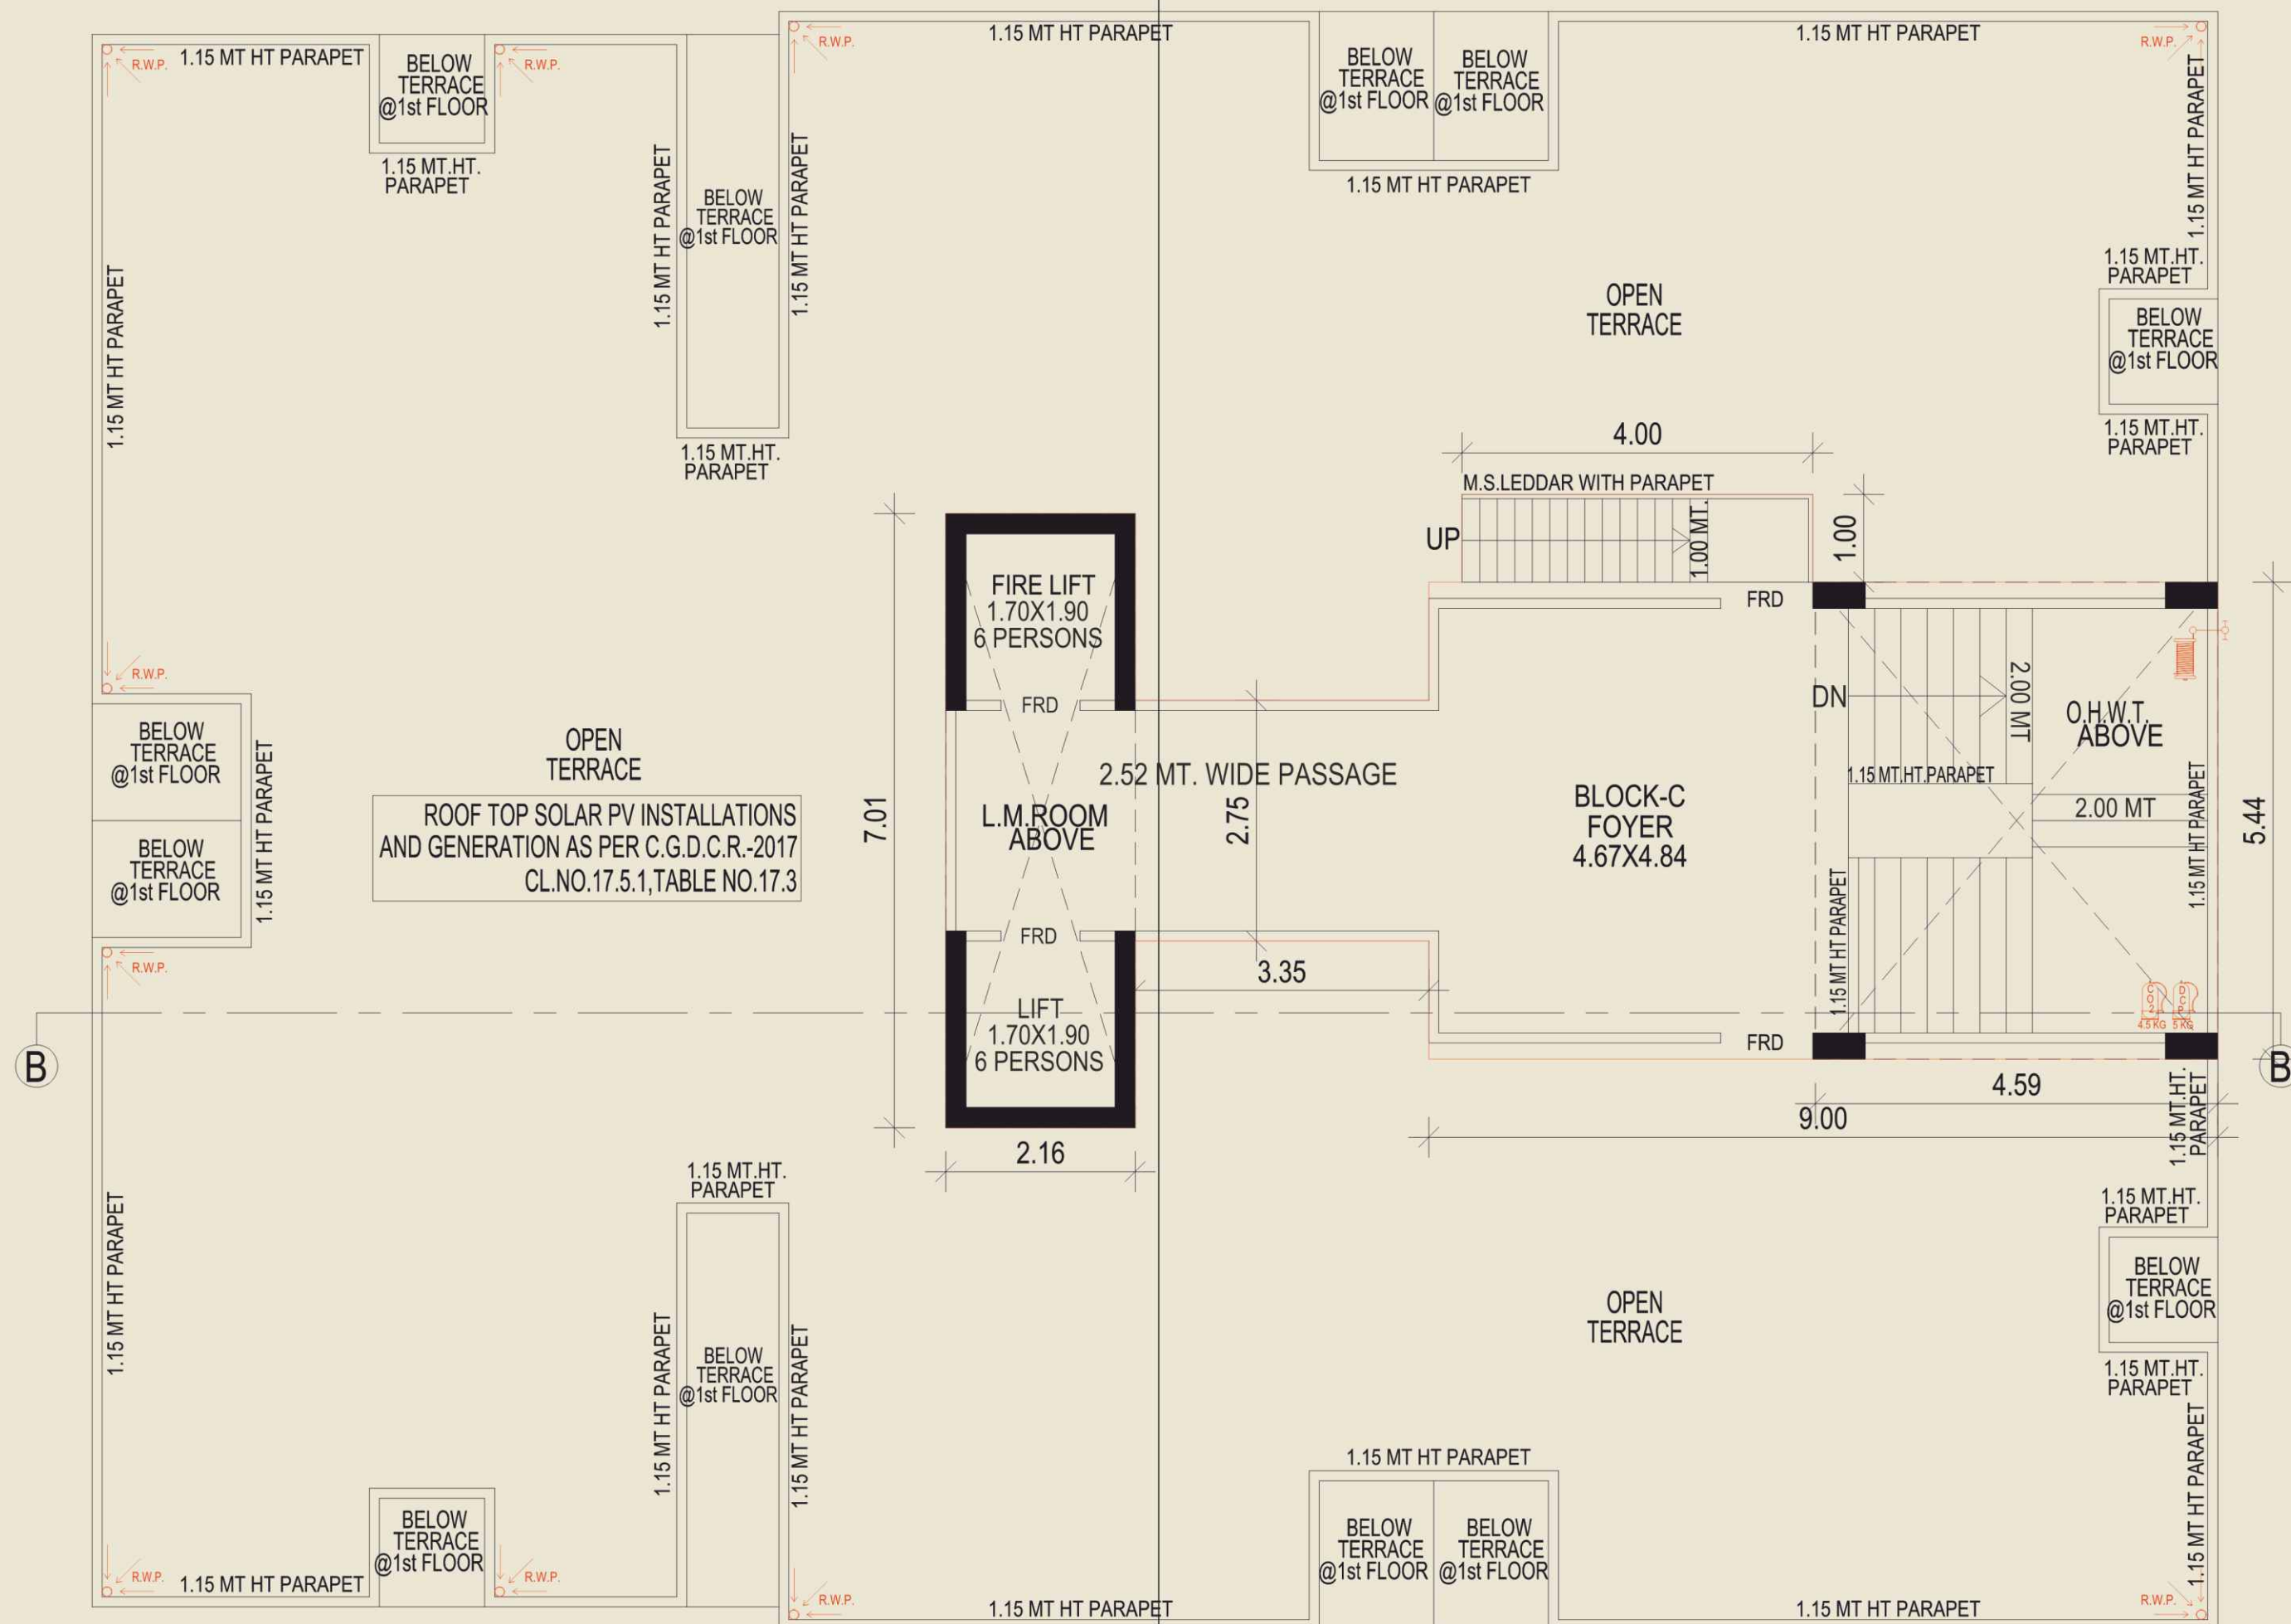 1.15 MT HT PARAPET
1.15 MT HT PARAPET
R.W.P.
R.W.P.
R.W.P.
R.W.P.
1.15 MT HT PARAPET
BELOW
TERRACE
@1st FLOOR
BELOW
TERRACE
@1st FLOOR
BELOW
TERRACE
@1st FLOOR
1.15 MT HT PARAPET
1.15 MT.HT.
PARAPET
1.15 MT HT PARAPET
1.15 MT HT PARAPET
1.15 MT HT PARAPET
BELOW
TERRACE
@1st FLOOR
1.15 MT HT PARAPET
1.15 MT.HT.
PARAPET
OPEN
TERRACE
BELOW
TERRACE
@1st FLOOR
1.15 MT HT PARAPET
1.15 MT.HT.
PARAPET
4.00
1.15 MT.HT.
PARAPET
M.S.LEDDAR WITH PARAPET
UP
1.00 MT.
1.00
FIRE LIFT
1.70X1.90
6 PERSONS
FRD
FRD
R.W.P.
DN
2.00 MT
O.H.W.T.
ABOVE
BELOW
TERRACE
@1st FLOOR
OPEN
TERRACE
2.52 MT. WIDE PASSAGE
1.15 MT.HT.PARAPET
1.15 MT HT PARAPET
ROOF TOP SOLAR PV INSTALLATIONS
AND GENERATION AS PER C.G.D.C.R.-2017
CL.NO.17.5.1,TABLE NO.17.3
7.01
L.M.ROOM
ABOVE
2.75
BLOCK-C
FOYER
4.67X4.84
2.00 MT
1.15 MT HT PARAPET
5.44
BELOW
TERRACE
@1st FLOOR
1.15 MT HT PARAPET
FRD
R.W.P.
3.35
LIFT
1.70X1.90
6 PERSONS
CO2
4.5 KG
DCP
5 KG
FRD
B
B
4.59
9.00
1.15 MT.HT.
PARAPET
2.16
1.15 MT.HT.
PARAPET
1.15 MT.HT.
PARAPET
1.15 MT HT PARAPET
BELOW
TERRACE
@1st FLOOR
OPEN
TERRACE
1.15 MT HT PARAPET
BELOW
TERRACE
@1st FLOOR
1.15 MT HT PARAPET
1.15 MT.HT.
PARAPET
1.15 MT HT PARAPET
1.15 MT HT PARAPET
BELOW
TERRACE
@1st FLOOR
BELOW
TERRACE
@1st FLOOR
BELOW
TERRACE
@1st FLOOR
R.W.P.
1.15 MT HT PARAPET
R.W.P.
R.W.P.
1.15 MT HT PARAPET
1.15 MT HT PARAPET
R.W.P.